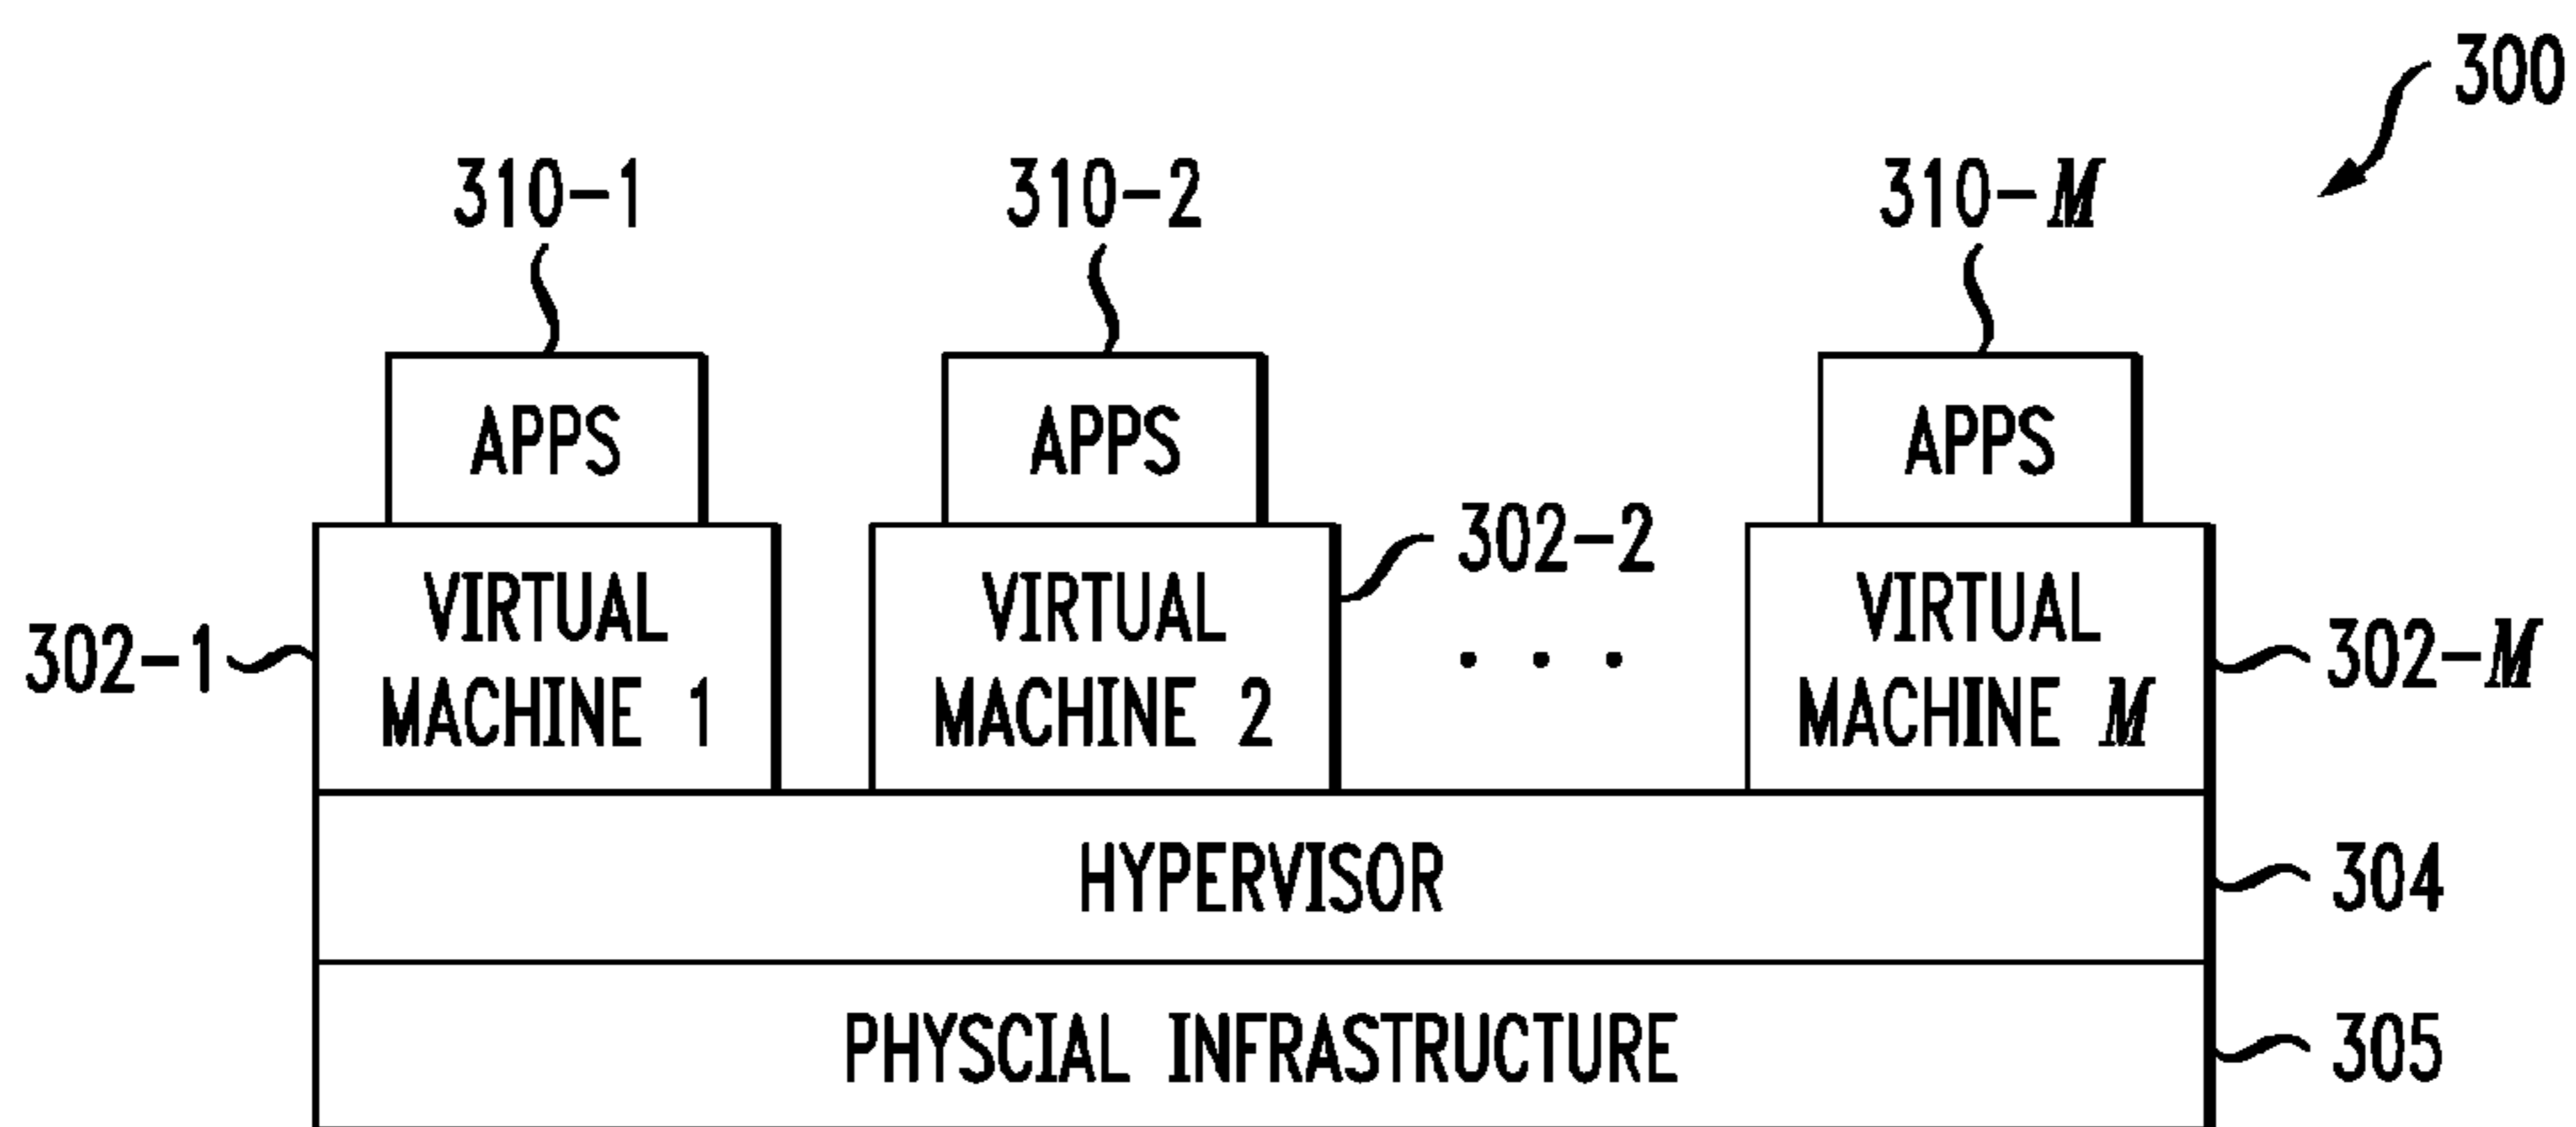 300
310-1 310-2 310-M
APPS APPS APPS
302-2
VIRTUAL VIRTUAL VIRTUAL
302-1 . . . 302-M
MACHINE 1 MACHINE 2 MACHINE M
HYPERVISOR 304
PHYSCIAL INFRASTRUCTURE 305